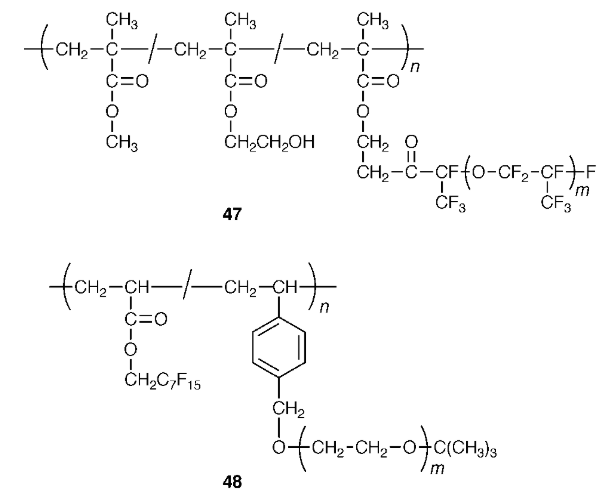 CH₃ CH₃ CH₃
(CH₂–C–/–CH₂–C–/–CH₂–C)n
C=O C=O C=O
O O O
CH₃ CH₂CH₂OH CH₂
O
CH₂–C–CF(O–CF₂–CF)m–F
CF₃ CF₃
47
(CH₂–CH–/–CH₂–CH)n
C=O
O
CH₂C₇F₁₅
CH₂
O(CH₂–CH₂–O)m–C(CH₃)₃
48